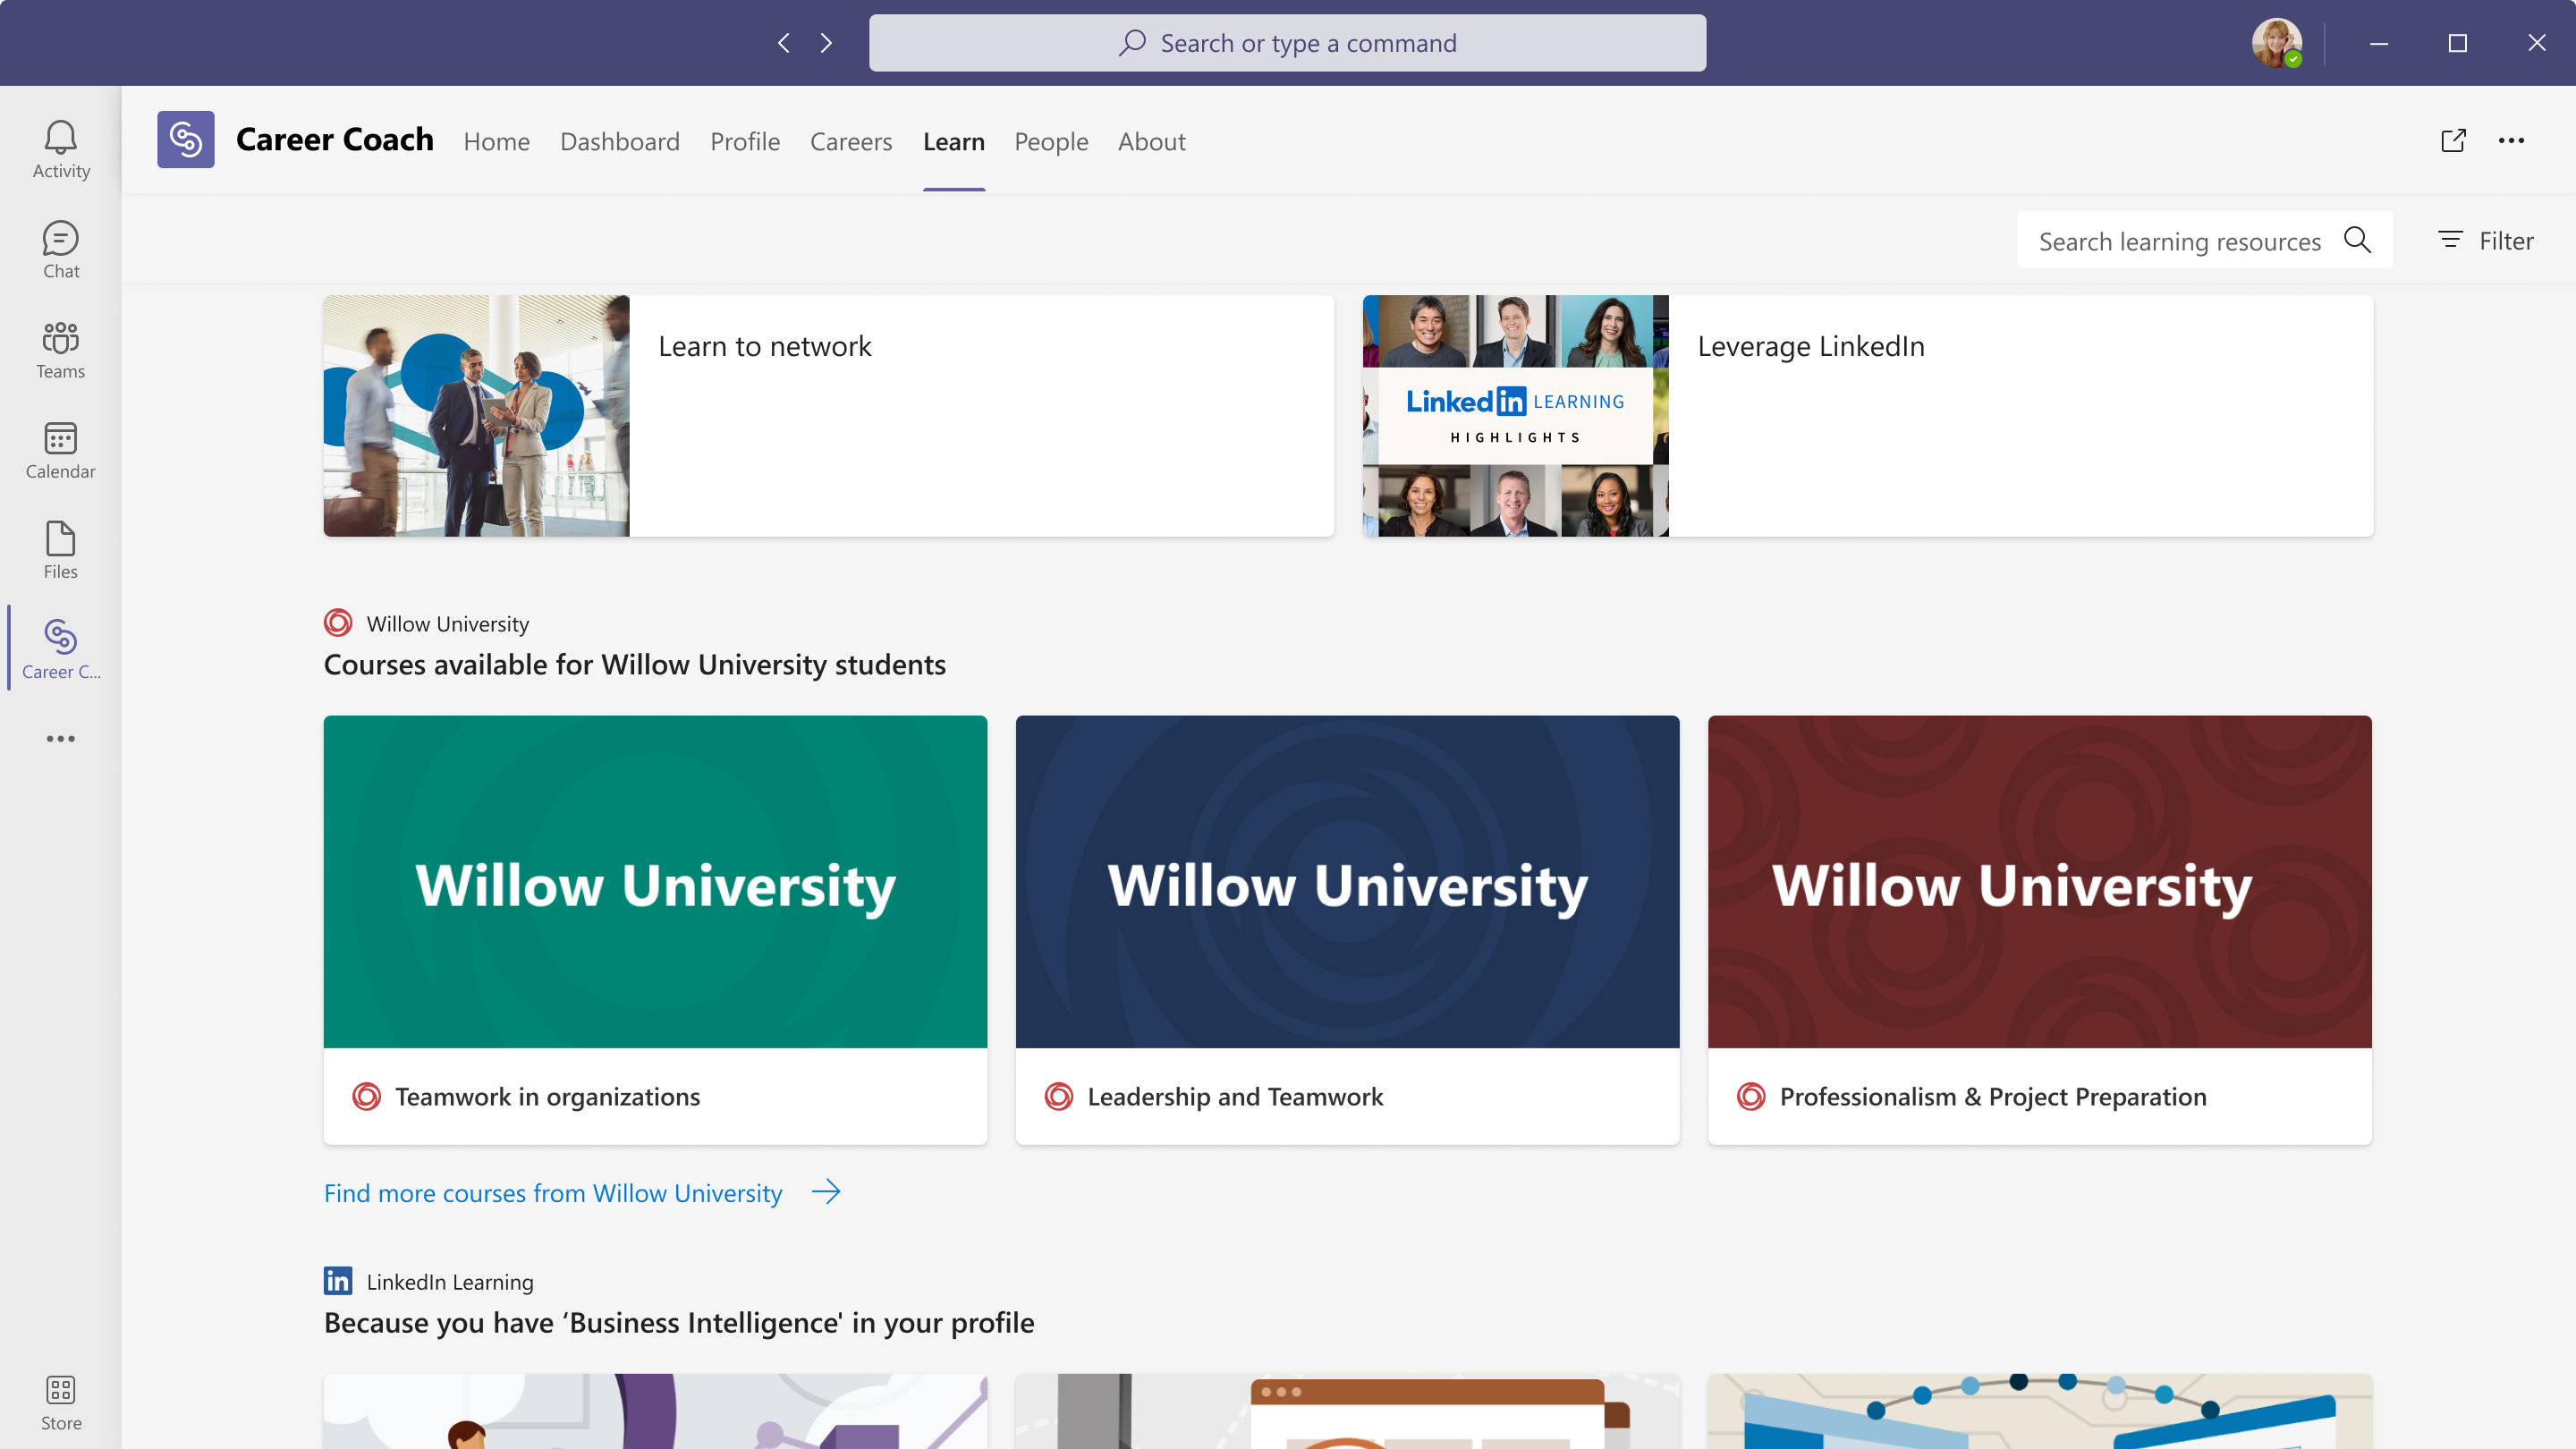 Search or type a command
Career Coach
Home
Dashboard
Profile
Careers
Learn
People
About
Activity
Chat
Teams
Calendar
Files
Career C...
Store
Search learning resources
Filter
Learn to network
Linked in LEARNING
HIGHLIGHTS
Leverage LinkedIn
Willow University
Courses available for Willow University students
Willow University
Teamwork in organizations
Willow University
Leadership and Teamwork
Willow University
Professionalism & Project Preparation
Find more courses from Willow University
in LinkedIn Learning
Because you have ‘Business Intelligence' in your profile